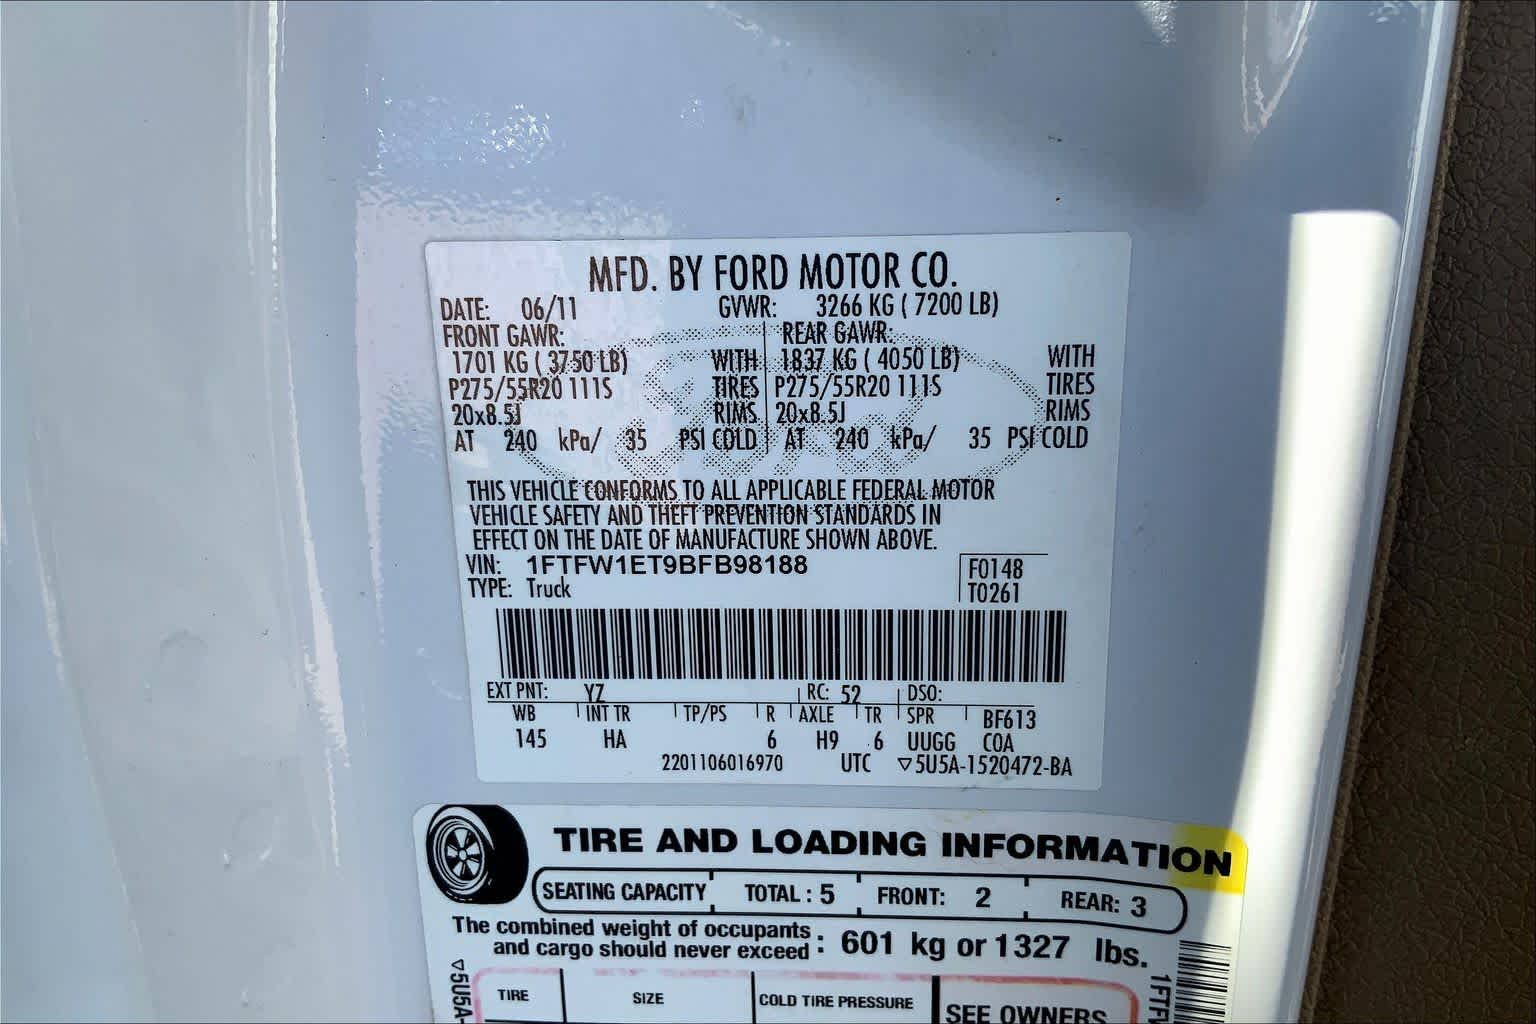 MFD. BY FORD MOTOR CO.
DATE: 06/11 GVWR: 3266 KG ( 7200 LB)
FRONT GAWR: REAR GAWR:
1701 KG ( 3750 LB) WITH 1837 KG ( 4050 LB) WITH
P275/55R20 111S TIRES P275/55R20 111S TIRES
20x8.5J RIMS 20x8.5J RIMS
AT 240 kPa/ 35 PSI COLD AT 240 kPa/ 35 PSI COLD
THIS VEHICLE CONFORMS TO ALL APPLICABLE FEDERAL MOTOR
VEHICLE SAFETY AND THEFT PREVENTION STANDARDS IN
EFFECT ON THE DATE OF MANUFACTURE SHOWN ABOVE.
VIN: 1FTFW1ET9BFB98188 F0148
TYPE: Truck T0261
EXT PNT: YZ RC: 52 DSO:
WB INT TR TP/PS R AXLE TR SPR BF613
145 HA 6 H9 6 UUGG COA
2201106016970 UTC ▽5U5A-1520472-BA
TIRE AND LOADING INFORMATION
SEATING CAPACITY TOTAL : 5 FRONT: 2 REAR: 3
The combined weight of occupants
and cargo should never exceed : 601 kg or 1327 lbs.
TIRE SIZE COLD TIRE PRESSURE SEE OWNERS
▽5U5A-
1FTF